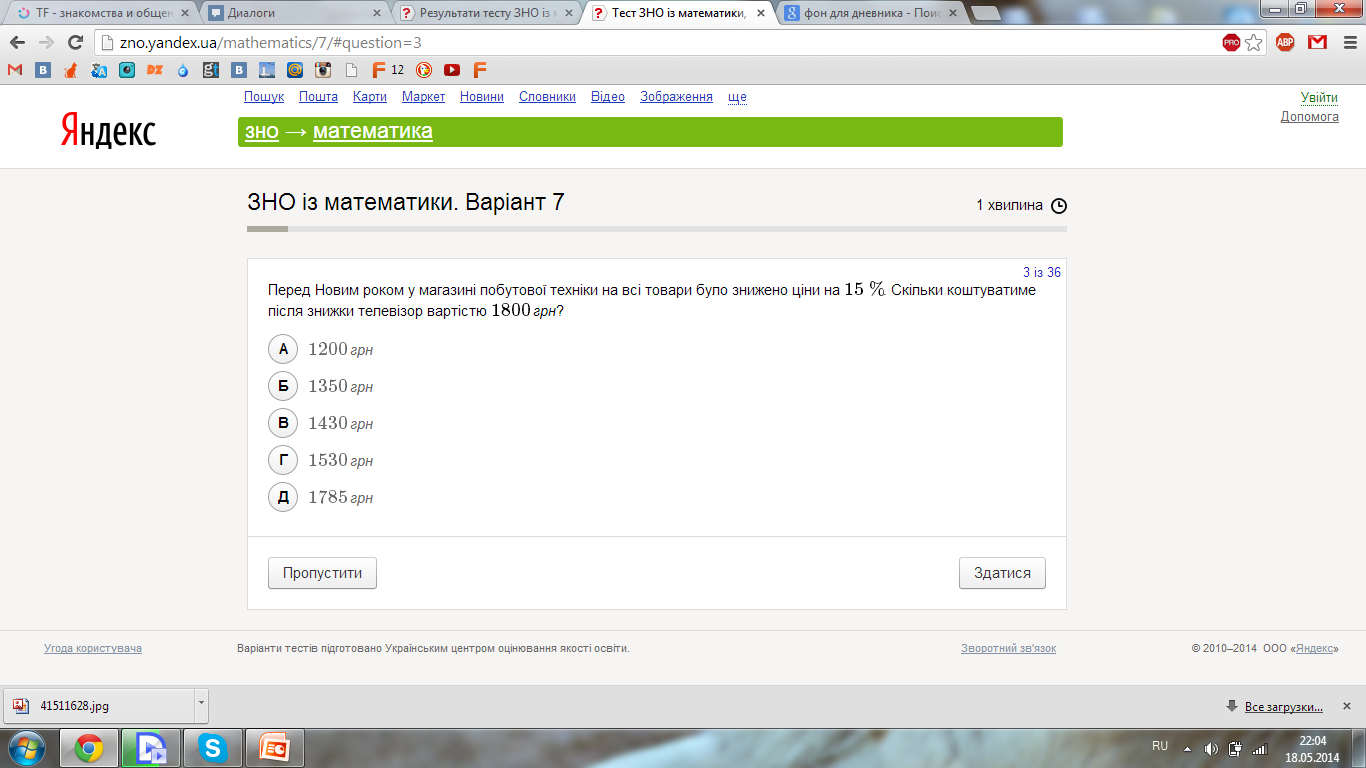 TF - знакомства и общен
Диалоги
Результати тесту ЗНО із м
Тест ЗНО із математики,
фон для дневника - Пои
zno.yandex.ua/mathematics/7/#question=3
PRO
ABP
12
Пошук Пошта Карти Маркет Новини Словники Відео Зображення ще
Увійти
Допомога
Яндекс
зно → математика
ЗНО із математики. Варіант 7
1 хвилина
3 із 36
Перед Новим роком у магазині побутової техніки на всі товари було знижено ціни на 15 %. Скільки коштуватиме
після знижки телевізор вартістю 1800 грн?
А 1200 грн
Б 1350 грн
В 1430 грн
Г 1530 грн
Д 1785 грн
Пропустити
Здатися
Угода користувача
Варіанти тестів підготовано Українським центром оцінювання якості освіти.
Зворотний зв'язок
© 2010–2014 ООО «Яндекс»
41511628.jpg
Все загрузки...
RU
22:04
18.05.2014